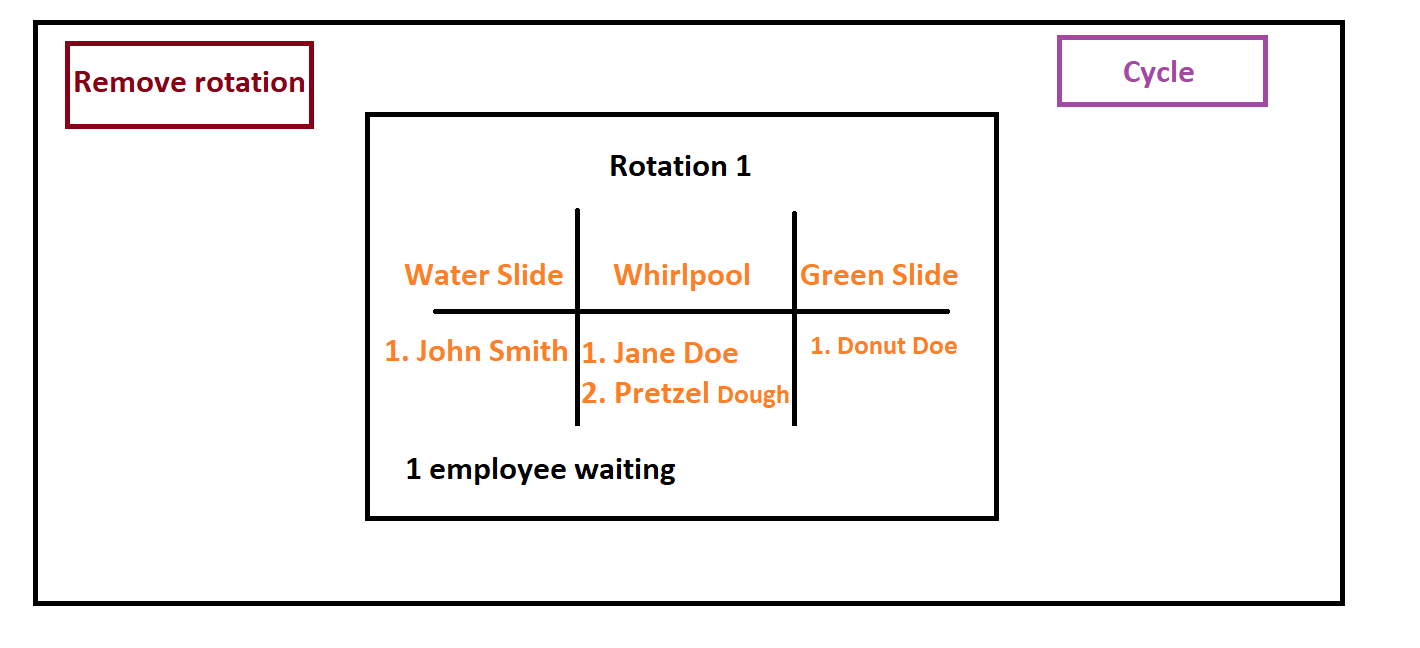 Remove rotation
Cycle
Rotation 1
Water Slide
Whirlpool
Green Slide
1. John Smith
1. Jane Doe
2. Pretzel Dough
1. Donut Doe
1 employee waiting